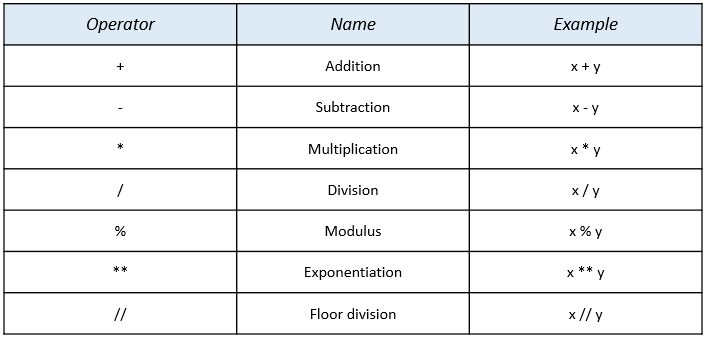 Operator Name Example
+ Addition x + y
- Subtraction x - y
* Multiplication x * y
/ Division x / y
% Modulus x % y
** Exponentiation x ** y
// Floor division x // y